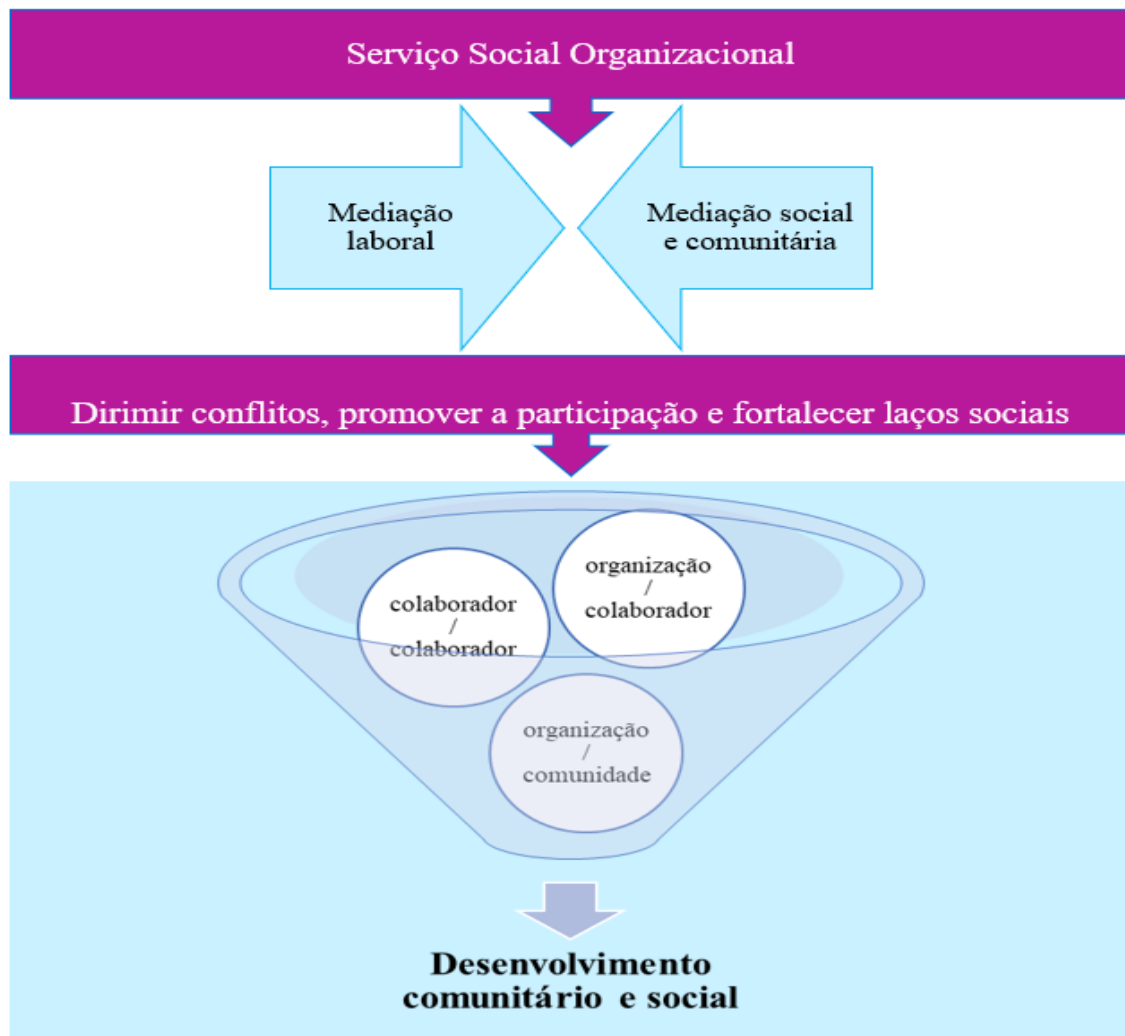 Serviço Social Organizacional
Mediação
laboral
Mediação social
e comunitária
Dirimir conflitos, promover a participação e fortalecer laços sociais
colaborador
/
colaborador
organização
/
colaborador
organização
/
comunidade
Desenvolvimento
comunitário e social